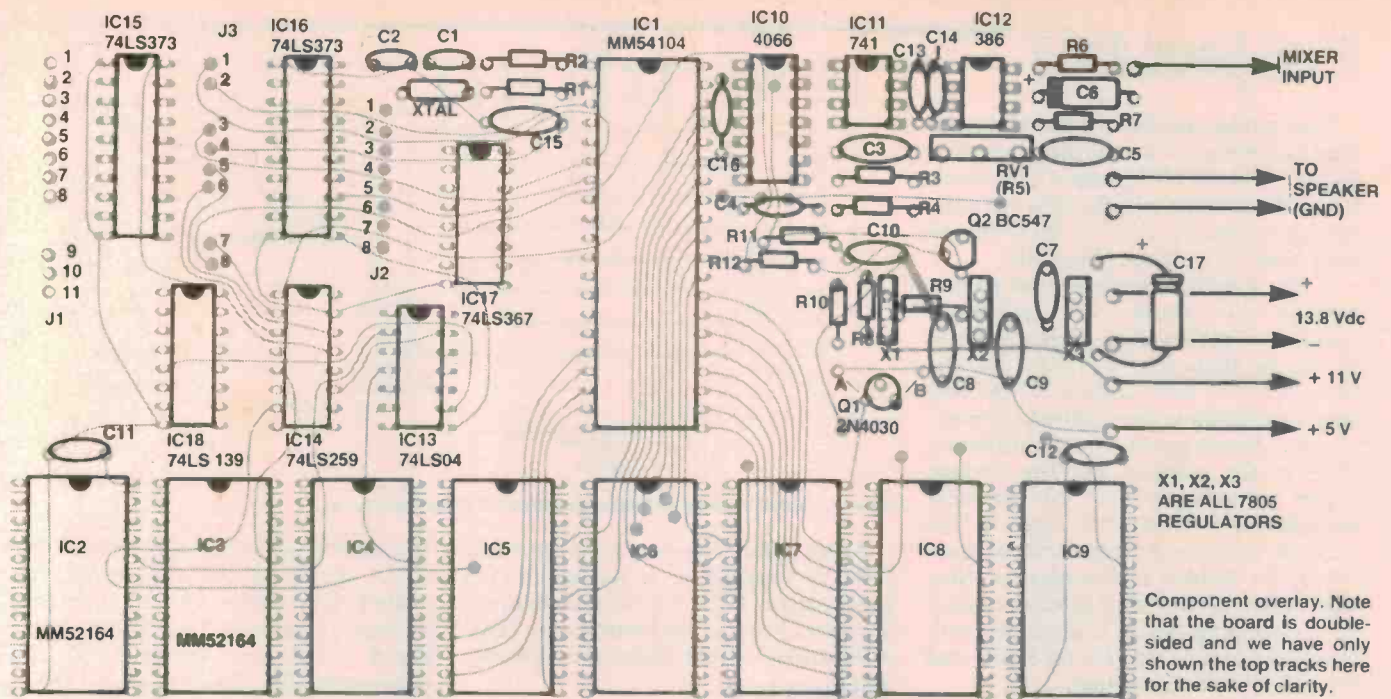 IC15
74LS373
J3
IC16
74LS373
C2
C1
R2
R1
XTAL
C15
IC1
MM54104
IC10
4066
IC11
741
C13
C14
IC12
386
R6
+
C6
R7
MIXER
INPUT
1
2
3
4
5
6
7
8
9
10
11
J1
1
2
3
4
5
6
7
8
1
2
3
4
5
6
7
8
J2
IC17
74LS367
C16
C3
R3
RV1
(R5)
C5
TO
SPEAKER
(GND)
C4
R4
Q2 BC547
R11
R12
C10
C7
+
C17
R10
R8
X1
R9
X2
X3
+
13.8 Vdc
–
C8
C9
+ 11 V
A
B
Q1
2N4030
+ 5 V
C12
C11
IC18
74LS 139
IC14
74LS259
IC13
74LS04
X1, X2, X3
ARE ALL 7805
REGULATORS
IC2
IC3
IC4
IC5
IC6
IC7
IC8
IC9
MM52164
MM52164
Component overlay. Note
that the board is double-
sided and we have only
shown the top tracks here
for the sake of clarity.